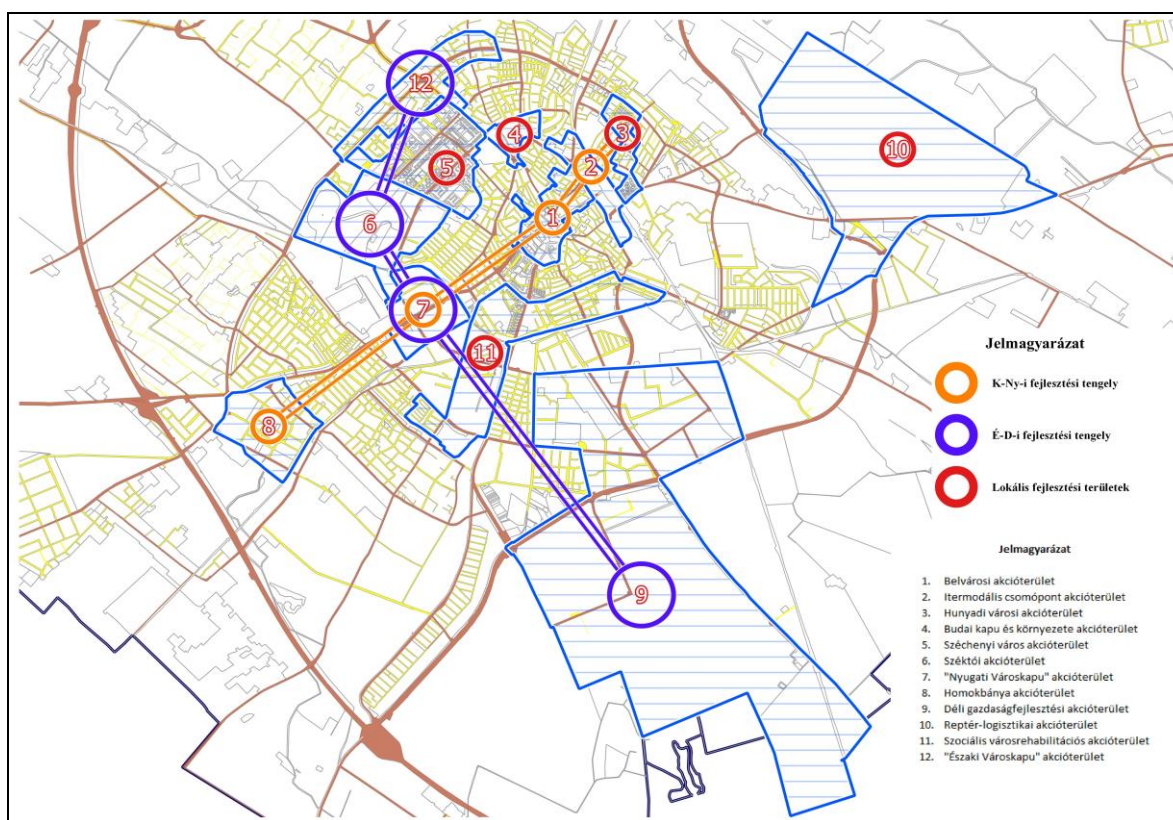 12
4
3
5
2
10
1
6
7
11
8
9
Jelmagyarázat
K-Ny-i fejlesztési tengely
É-D-i fejlesztési tengely
Lokális fejlesztési területek
Jelmagyarázat
1. Belvárosi akcióterület
2. Itermodális csomópont akcióterület
3. Hunyadi városi akcióterület
4. Budai kapu és környezete akcióterület
5. Széchenyi város akcióterület
6. Széktói akcióterület
7. "Nyugati Városkapu" akcióterület
8. Homokbánya akcióterület
9. Déli gazdaságfejlesztési akcióterület
10. Reptér-logisztikai akcióterület
11. Szociális városrehabilitációs akcióterület
12. "Északi Városkapu" akcióterület